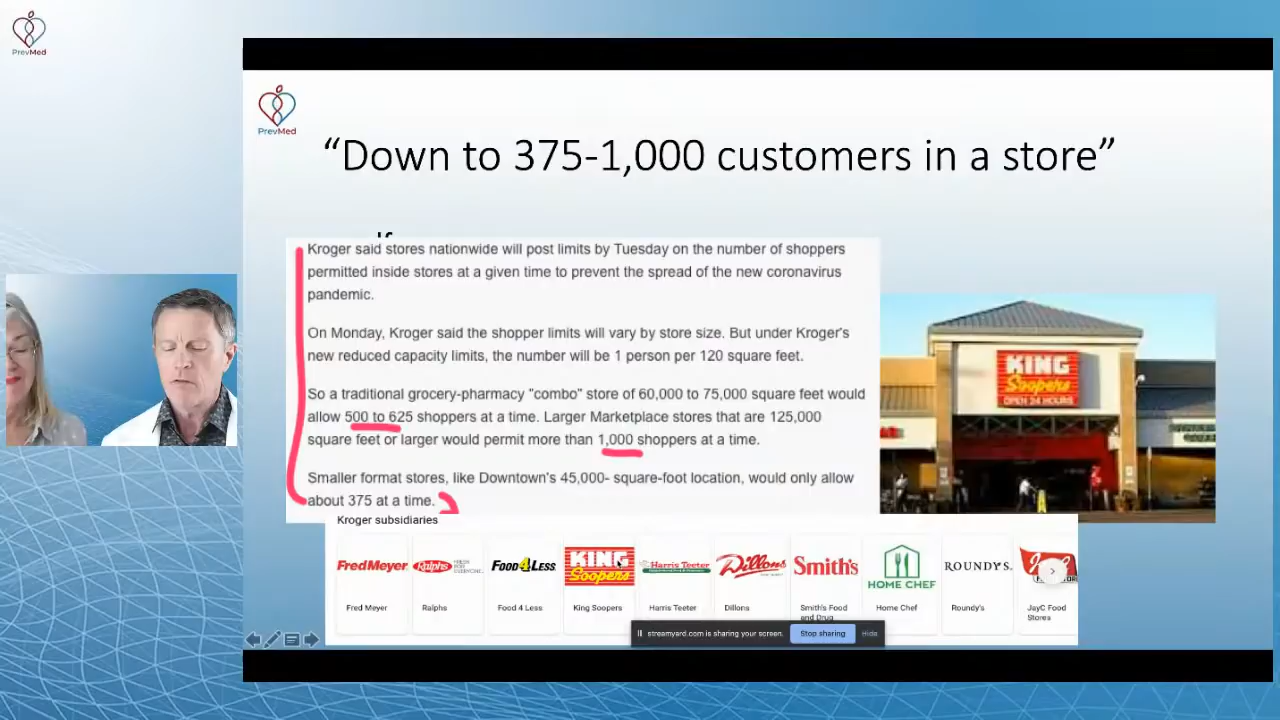 PrevMed
PrevMed
“Down to 375-1,000 customers in a store”
If
Kroger said stores nationwide will post limits by Tuesday on the number of shoppers
permitted inside stores at a given time to prevent the spread of the new coronavirus
pandemic.
On Monday, Kroger said the shopper limits will vary by store size. But under Kroger's
new reduced capacity limits, the number will be 1 person per 120 square feet.
So a traditional grocery-pharmacy "combo" store of 60,000 to 75,000 square feet would
allow 500 to 625 shoppers at a time. Larger Marketplace stores that are 125,000
square feet or larger would permit more than 1,000 shoppers at a time.
Smaller format stores, like Downtown's 45,000- square-foot location, would only allow
about 375 at a time.
KING
Soopers
OPEN 24 HOURS
Kroger subsidiaries
Fred Meyer
Ralphs
FOOD 4 LESS
KING
Soopers
Harris Teeter
Dillons
Smith's
HOME CHEF
ROUNDY'S
Fred Meyer
Ralphs
Food 4 Less
King Soopers
Harris Teeter
Dillons
Smith's Food
and Drug
Home Chef
Roundy's
JayC Food
Stores
streamyard.com is sharing your screen.
Stop sharing
Hide